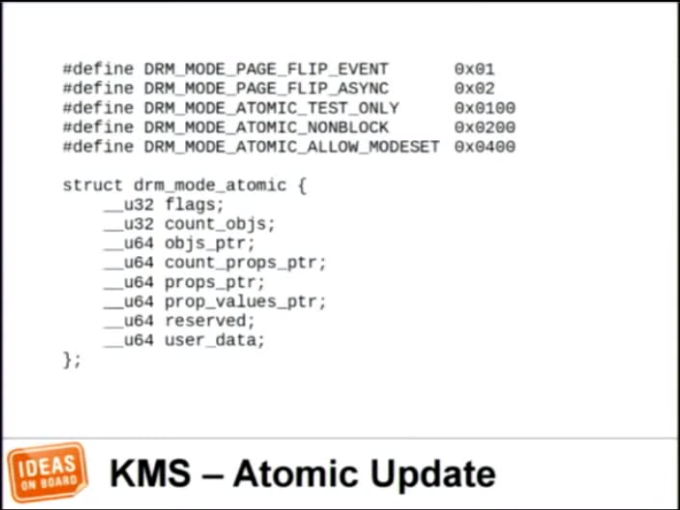 #define DRM_MODE_PAGE_FLIP_EVENT 0x01
#define DRM_MODE_PAGE_FLIP_ASYNC 0x02
#define DRM_MODE_ATOMIC_TEST_ONLY 0x0100
#define DRM_MODE_ATOMIC_NONBLOCK 0x0200
#define DRM_MODE_ATOMIC_ALLOW_MODESET 0x0400
struct drm_mode_atomic {
__u32 flags;
__u32 count_objs;
__u64 objs_ptr;
__u64 count_props_ptr;
__u64 props_ptr;
__u64 prop_values_ptr;
__u64 reserved;
__u64 user_data;
};
IDEAS
ON BOARD
KMS – Atomic Update